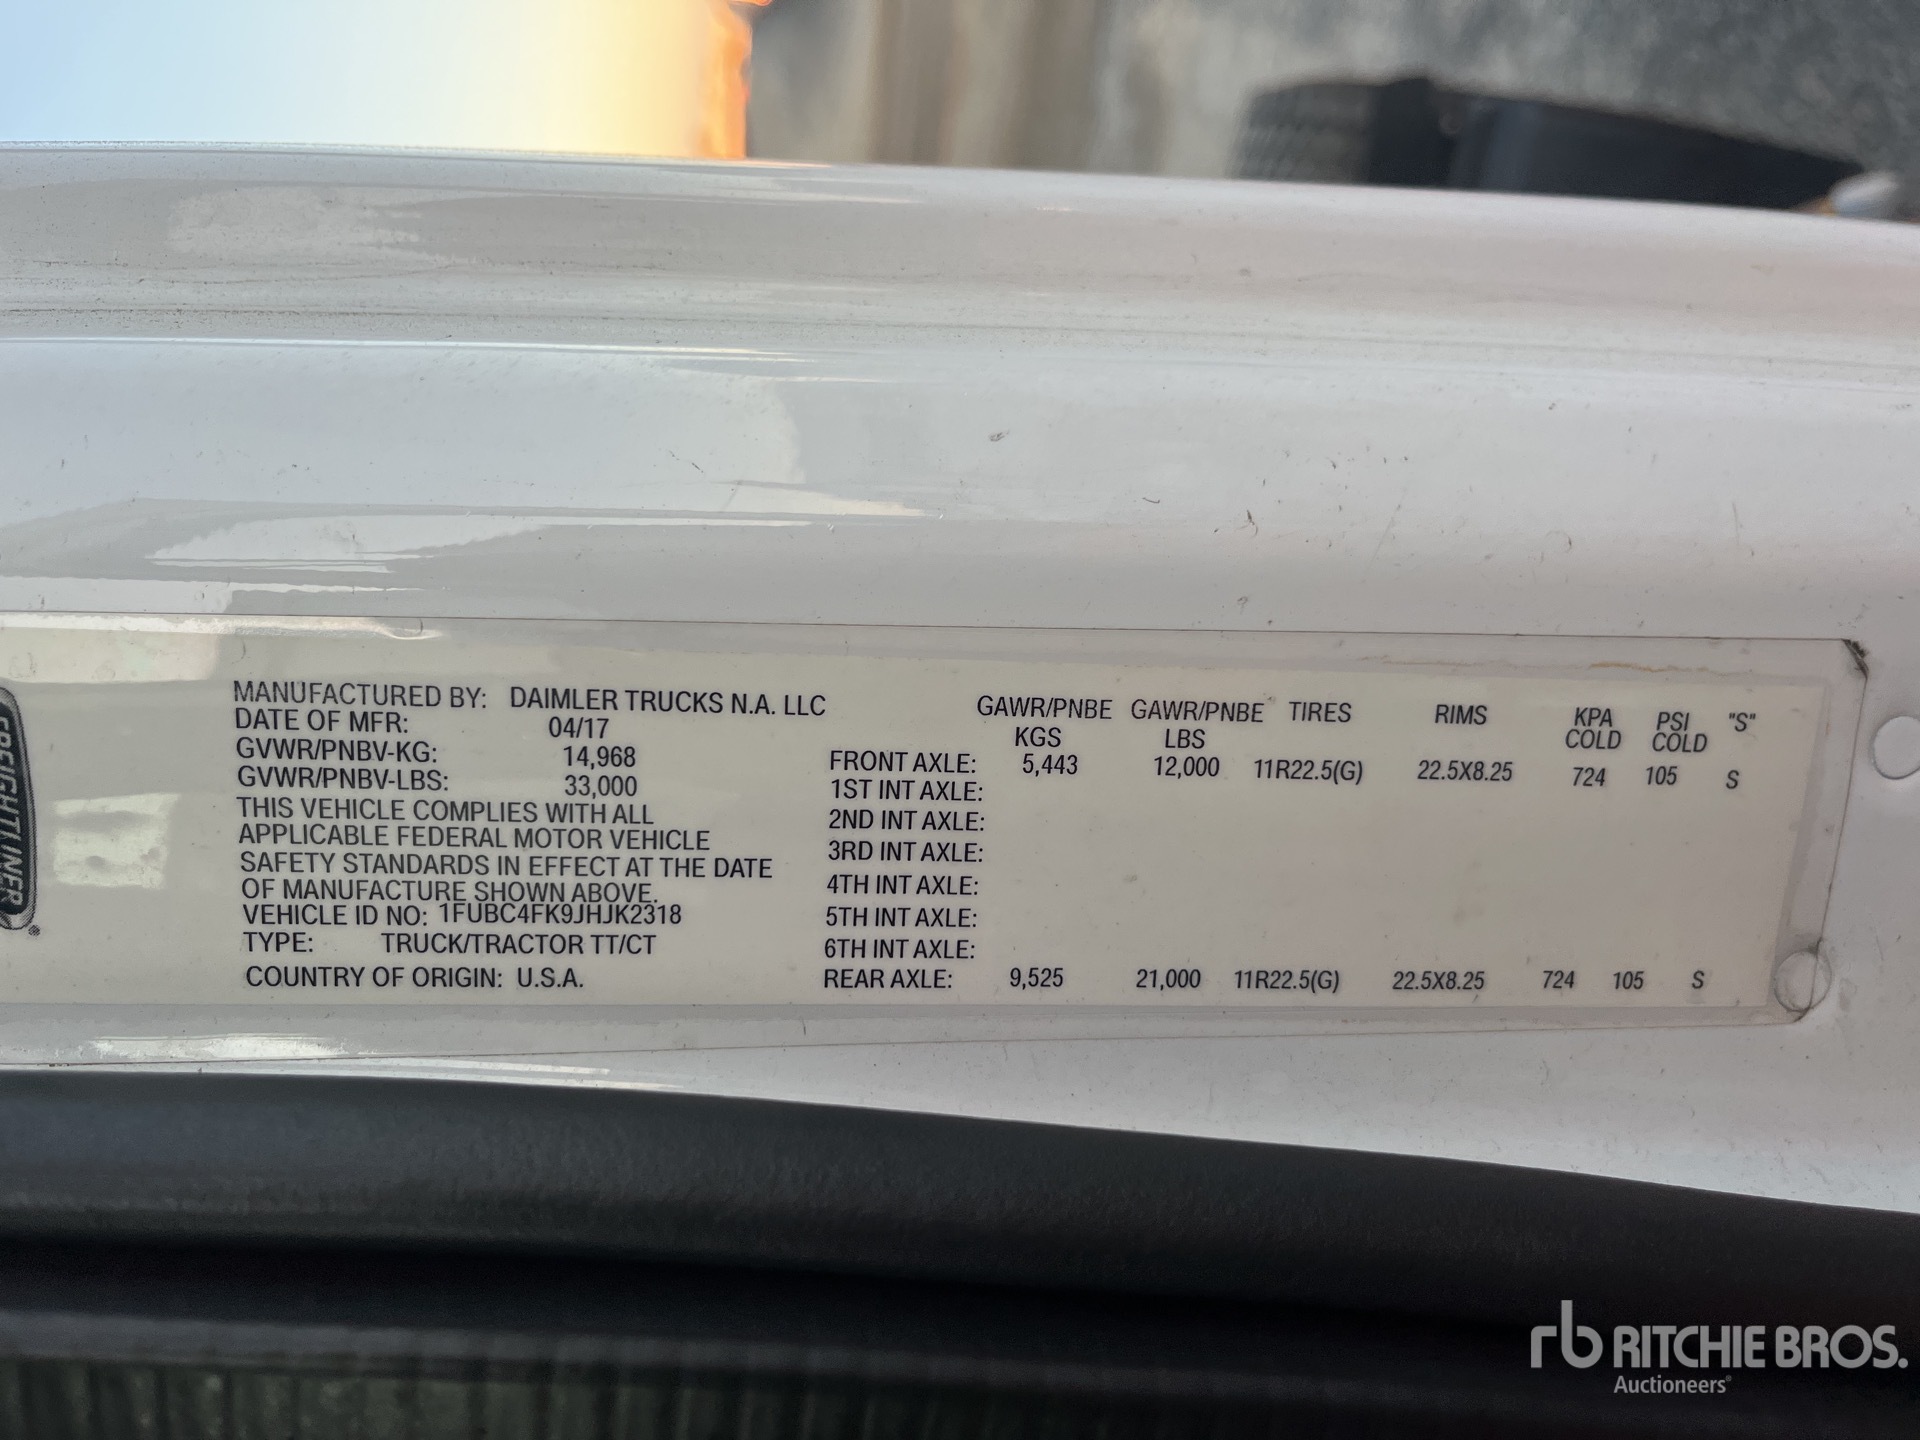 FREIGHTLINER
MANUFACTURED BY: DAIMLER TRUCKS N.A. LLC
DATE OF MFR: 04/17
GVWR/PNBV-KG: 14,968
GVWR/PNBV-LBS: 33,000
THIS VEHICLE COMPLIES WITH ALL
APPLICABLE FEDERAL MOTOR VEHICLE
SAFETY STANDARDS IN EFFECT AT THE DATE
OF MANUFACTURE SHOWN ABOVE.
VEHICLE ID NO: 1FUBC4FK9JHJK2318
TYPE: TRUCK/TRACTOR TT/CT
COUNTRY OF ORIGIN: U.S.A.
GAWR/PNBE GAWR/PNBE TIRES RIMS KPA PSI "S"
KGS LBS COLD COLD
FRONT AXLE: 5,443 12,000 11R22.5(G) 22.5X8.25 724 105 S
1ST INT AXLE:
2ND INT AXLE:
3RD INT AXLE:
4TH INT AXLE:
5TH INT AXLE:
6TH INT AXLE:
REAR AXLE: 9,525 21,000 11R22.5(G) 22.5X8.25 724 105 S
rb RITCHIE BROS.
Auctioneers®